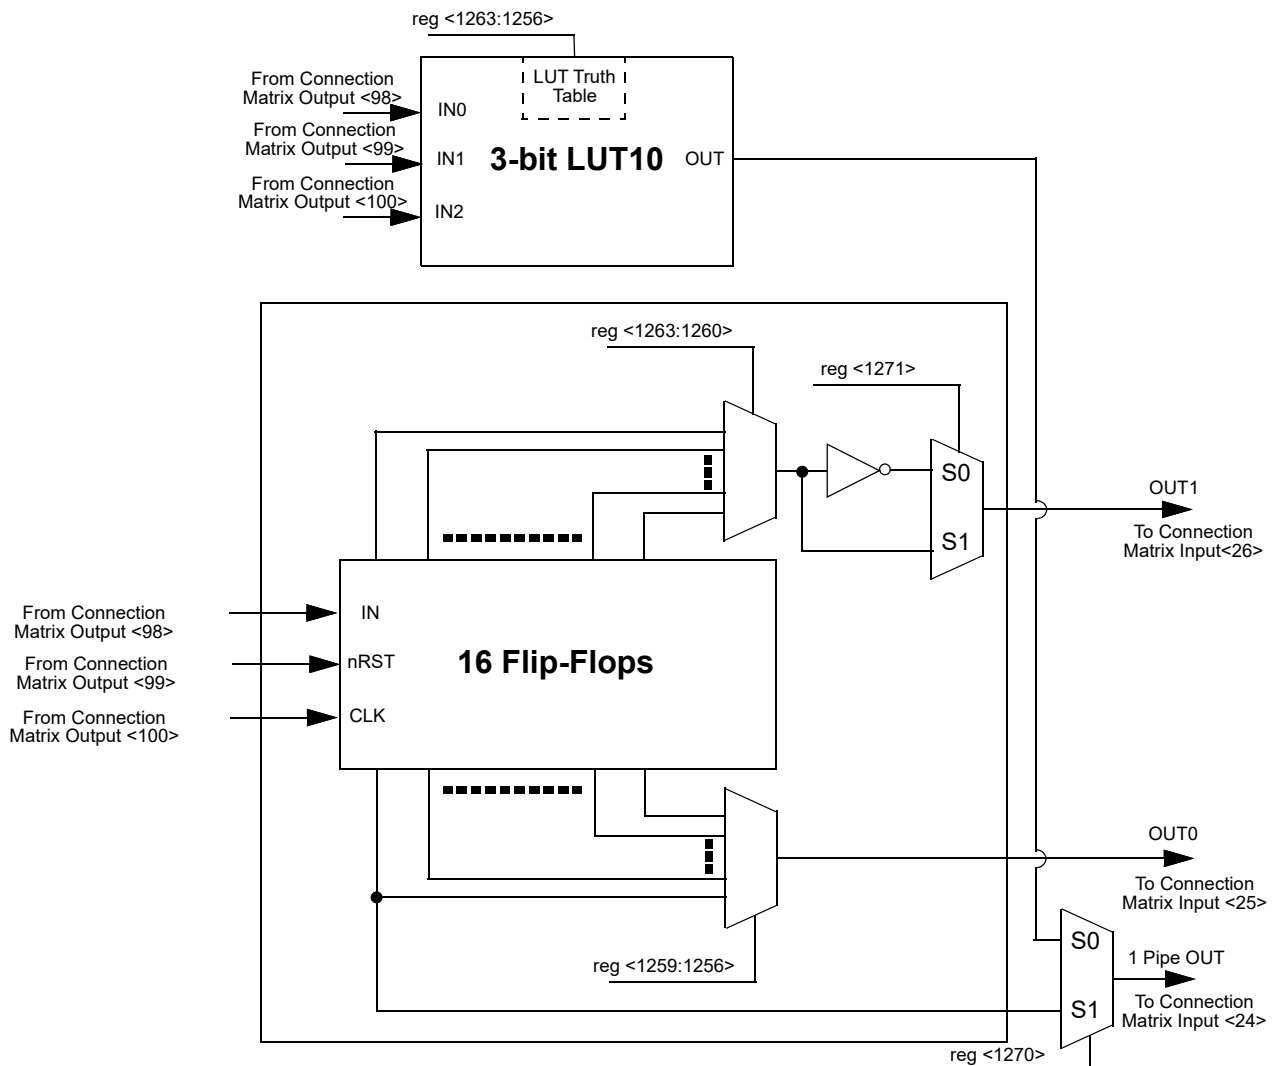 reg <1263:1256>
From Connection
Matrix Output <98>
From Connection
Matrix Output <99>
From Connection
Matrix Output <100>
IN0
IN1
IN2
LUT Truth
Table
3-bit LUT10
OUT
reg <1263:1260>
reg <1271>
S0
S1
OUT1
To Connection
Matrix Input<26>
From Connection
Matrix Output <98>
From Connection
Matrix Output <99>
From Connection
Matrix Output <100>
IN
nRST
CLK
16 Flip-Flops
OUT0
To Connection
Matrix Input <25>
reg <1259:1256>
S0
S1
1 Pipe OUT
To Connection
Matrix Input <24>
reg <1270>